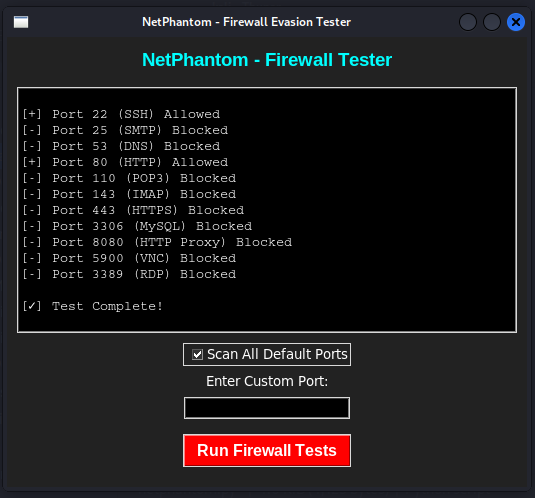 NetPhantom - Firewall Evasion Tester
NetPhantom - Firewall Tester
[+] Port 22 (SSH) Allowed
[-] Port 25 (SMTP) Blocked
[-] Port 53 (DNS) Blocked
[+] Port 80 (HTTP) Allowed
[-] Port 110 (POP3) Blocked
[-] Port 143 (IMAP) Blocked
[-] Port 443 (HTTPS) Blocked
[-] Port 3306 (MySQL) Blocked
[-] Port 8080 (HTTP Proxy) Blocked
[-] Port 5900 (VNC) Blocked
[-] Port 3389 (RDP) Blocked
[✓] Test Complete!
Scan All Default Ports
Enter Custom Port:
Run Firewall Tests